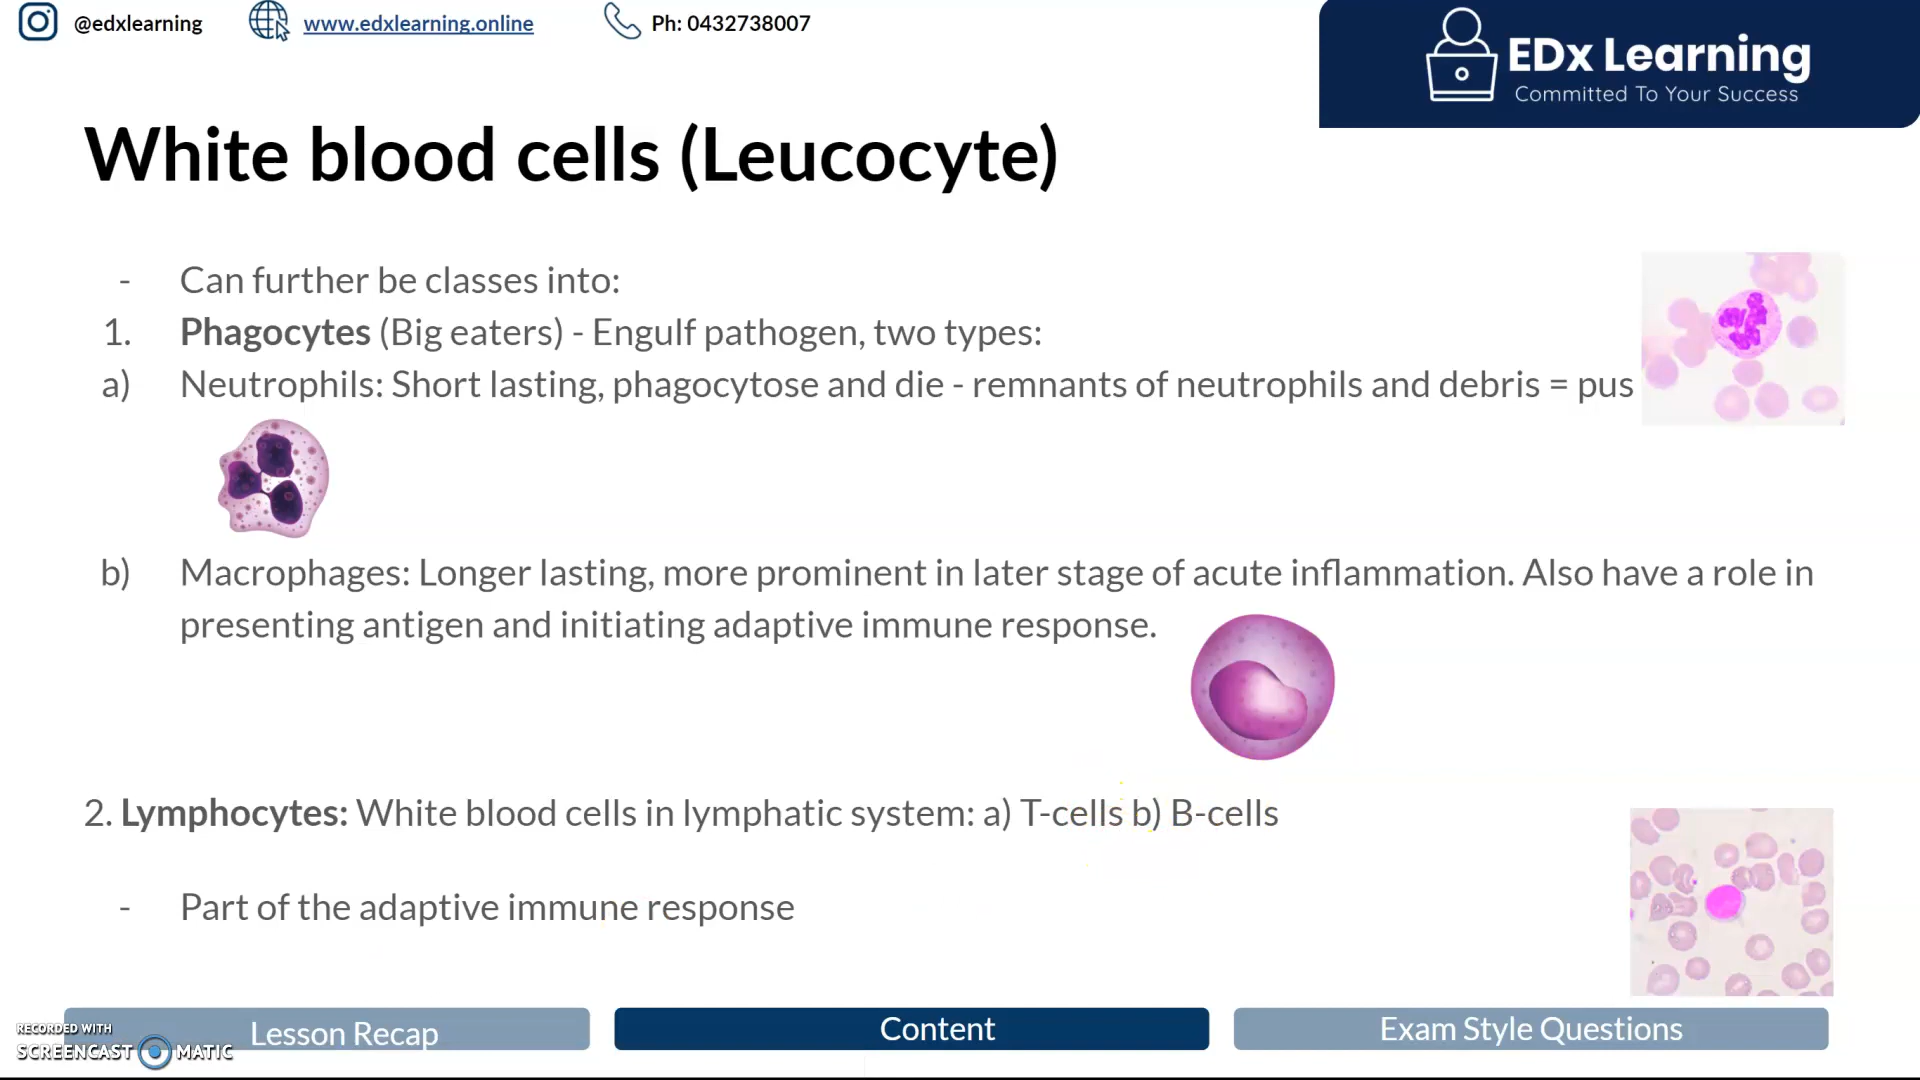 @edxlearning www.edxlearning.online Ph: 0432738007
EDx Learning
Committed To Your Success
White blood cells (Leucocyte)
- Can further be classes into:
1. Phagocytes (Big eaters) - Engulf pathogen, two types:
a) Neutrophils: Short lasting, phagocytose and die - remnants of neutrophils and debris = pus
b) Macrophages: Longer lasting, more prominent in later stage of acute inflammation. Also have a role in
presenting antigen and initiating adaptive immune response.
2. Lymphocytes: White blood cells in lymphatic system: a) T-cells b) B-cells
- Part of the adaptive immune response
Lesson Recap Content Exam Style Questions
RECORDED WITH
SCREENCAST MATIC